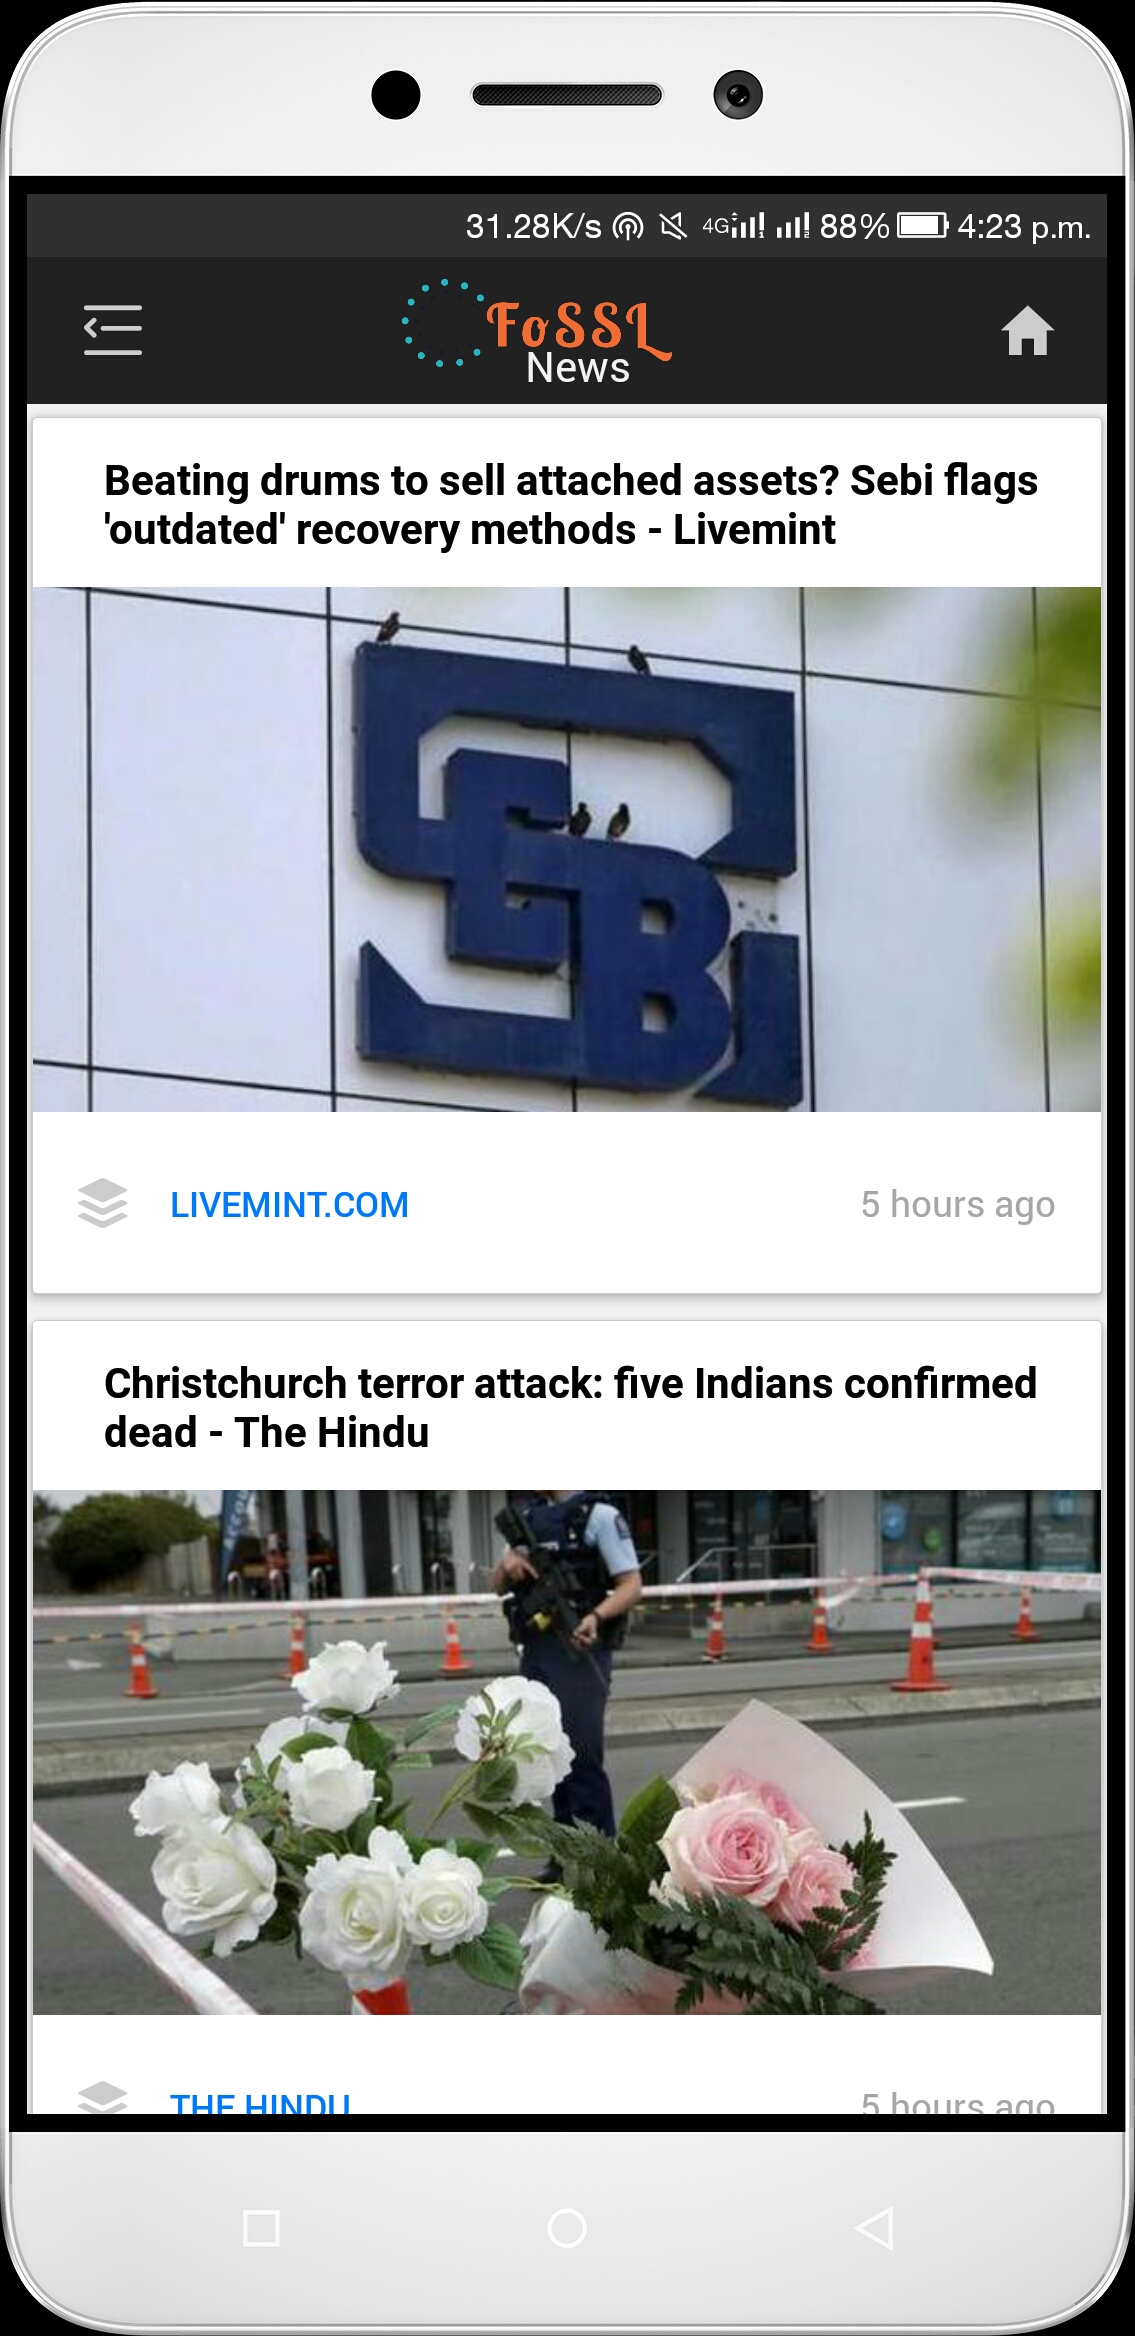 31.28K/s 4G 88% 4:23 p.m.
FoSSL
News
Beating drums to sell attached assets? Sebi flags
'outdated' recovery methods - Livemint
SEBI
LIVEMINT.COM 5 hours ago
Christchurch terror attack: five Indians confirmed
dead - The Hindu
THE HINDU 5 hours ago